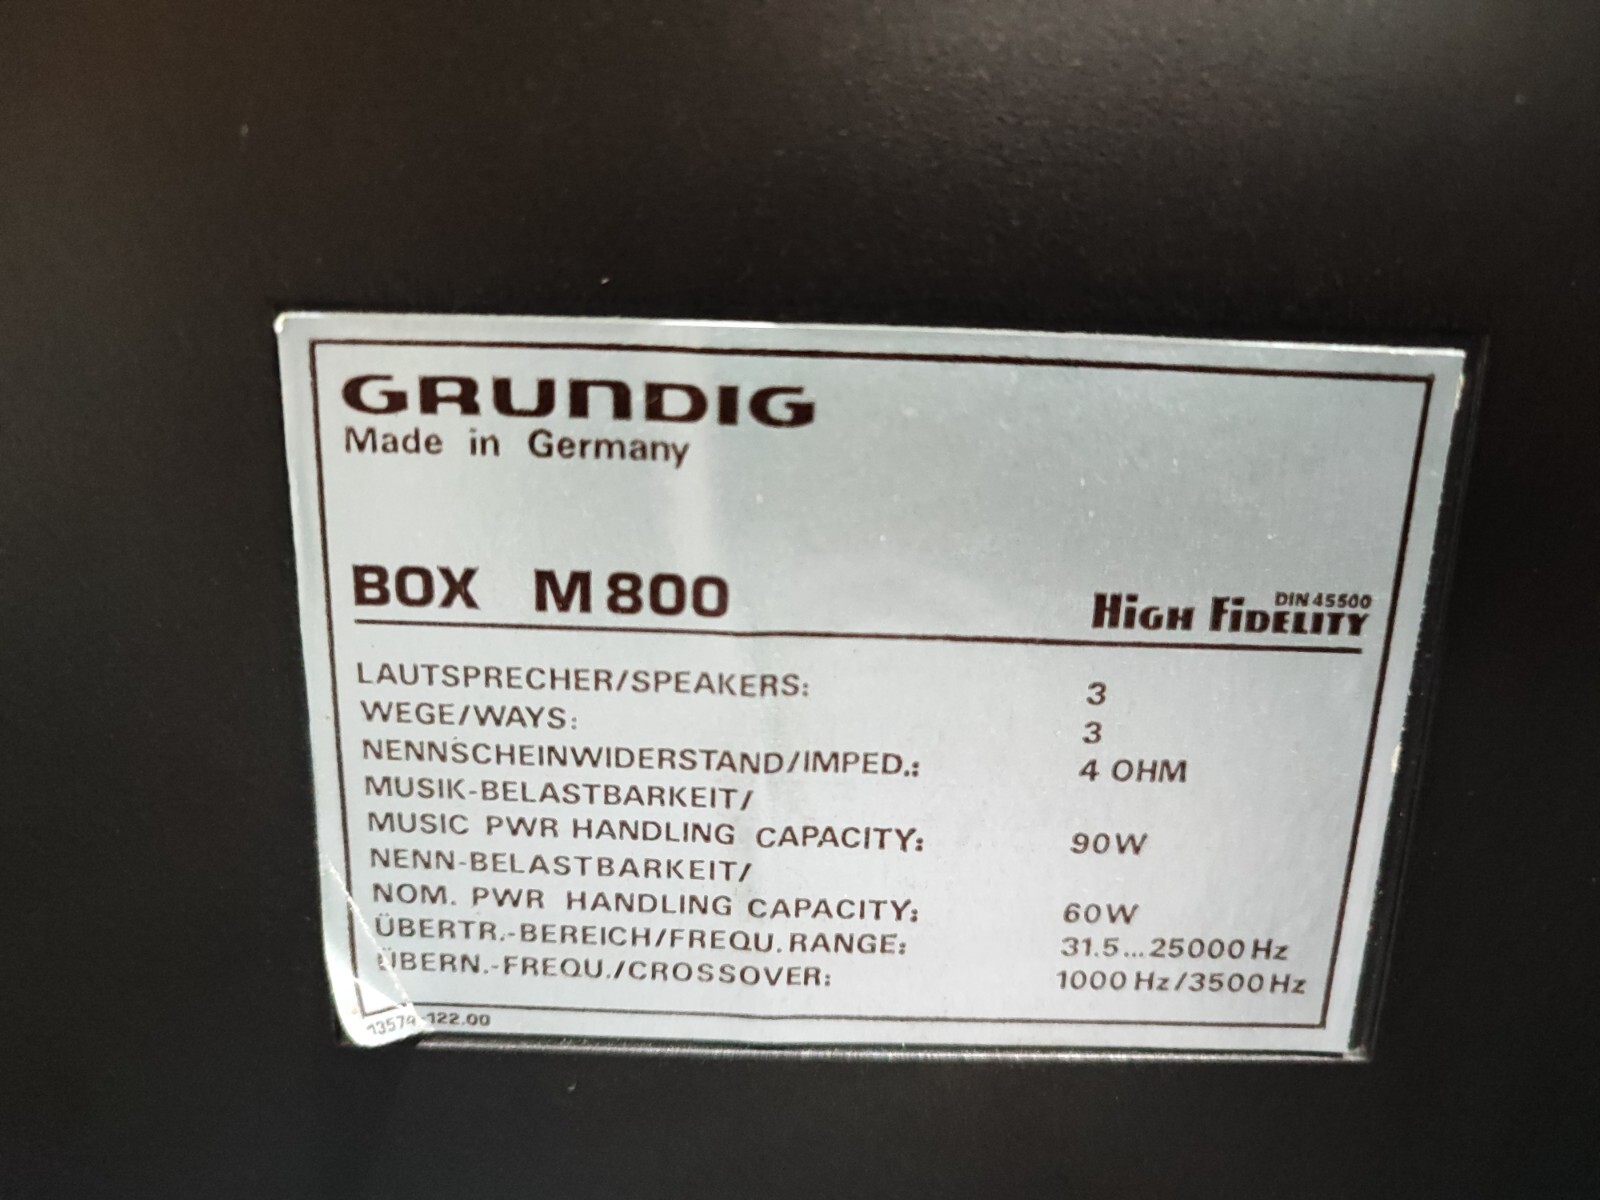 GRUNDIG
Made in Germany
BOX M 800
DIN 45500
HIGH FIDELITY
LAUTSPRECHER/SPEAKERS: 3
WEGE/WAYS: 3
NENNSCHEINWIDERSTAND/IMPED.: 4 OHM
MUSIK-BELASTBARKEIT/
MUSIC PWR HANDLING CAPACITY: 90W
NENN-BELASTBARKEIT/
NOM. PWR HANDLING CAPACITY: 60W
ÜBERTR.-BEREICH/FREQU. RANGE: 31.5...25000 Hz
ÜBERN.-FREQU./CROSSOVER: 1000 Hz/3500 Hz
13579-122.00